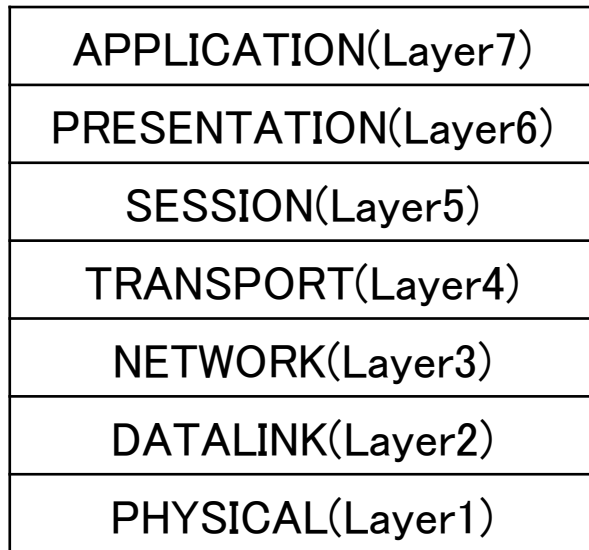 APPLICATION(Layer7)
PRESENTATION(Layer6)
SESSION(Layer5)
TRANSPORT(Layer4)
NETWORK(Layer3)
DATALINK(Layer2)
PHYSICAL(Layer1)